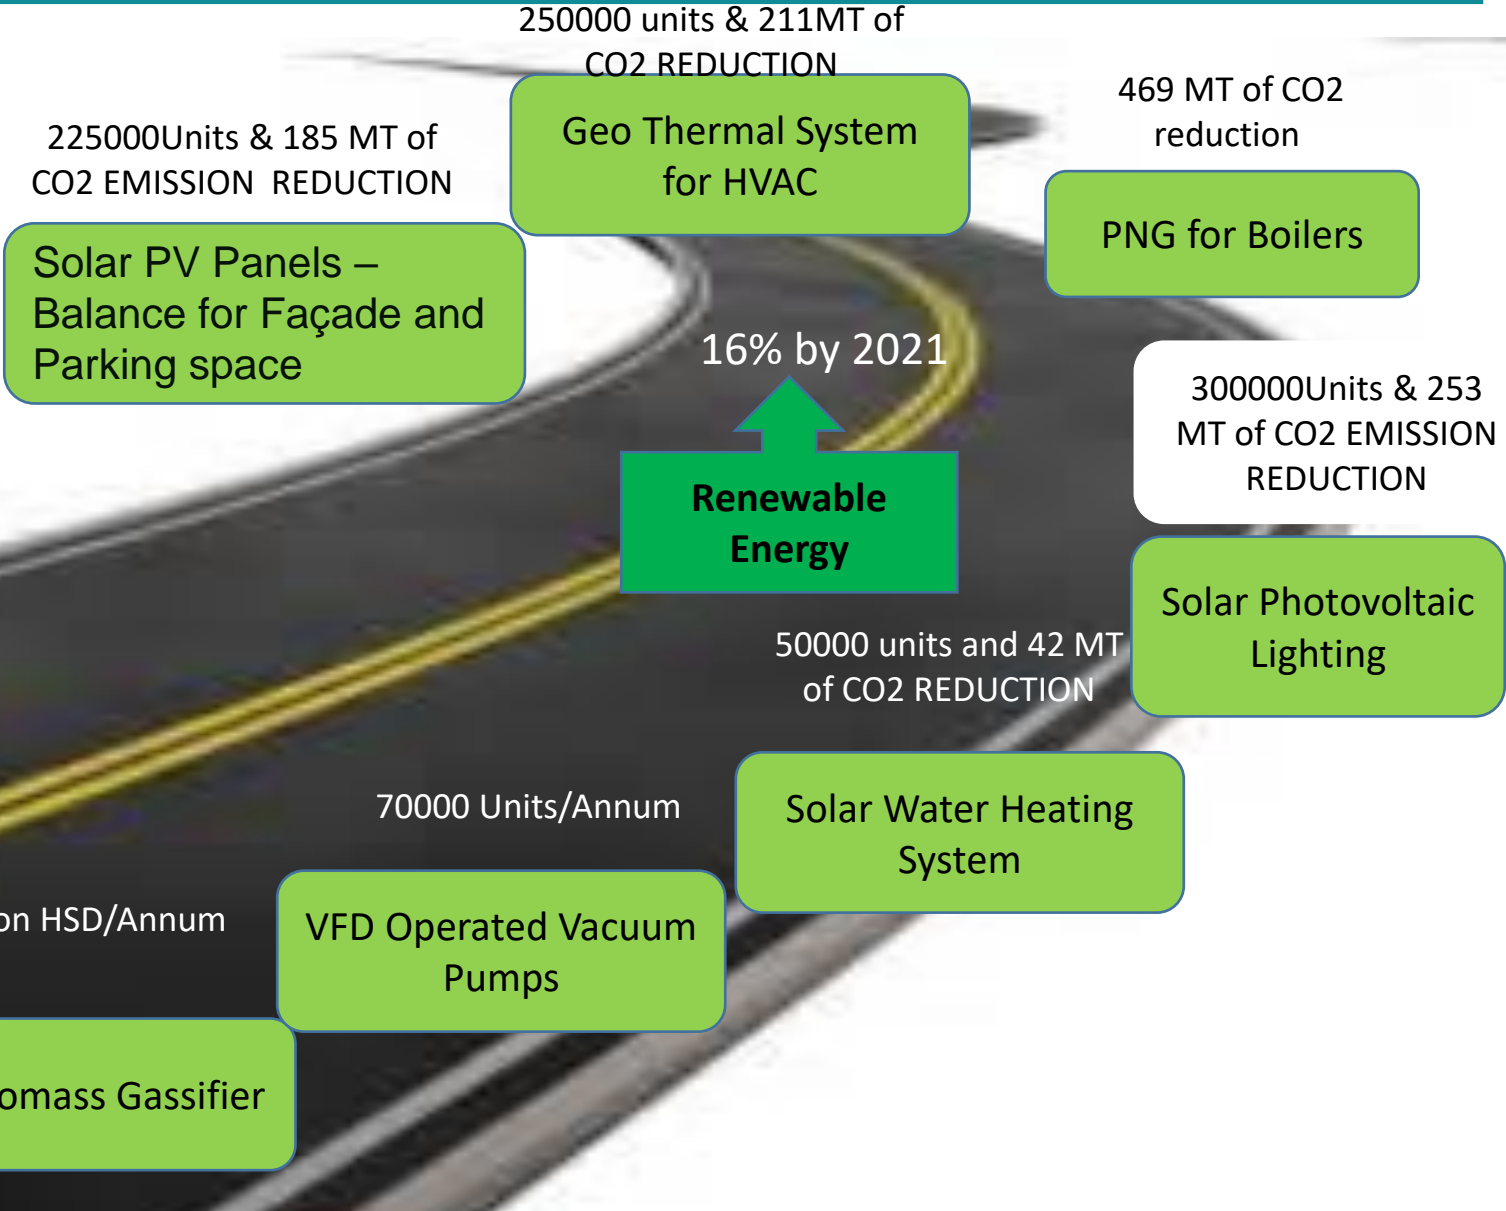 250000 units & 211MT of
CO2 REDUCTION
Geo Thermal System
for HVAC
469 MT of CO2
reduction
PNG for Boilers
225000Units & 185 MT of
CO2 EMISSION REDUCTION
Solar PV Panels –
Balance for Façade and
Parking space
16% by 2021
Renewable
Energy
300000Units & 253
MT of CO2 EMISSION
REDUCTION
Solar Photovoltaic
Lighting
50000 units and 42 MT
of CO2 REDUCTION
Solar Water Heating
System
70000 Units/Annum
VFD Operated Vacuum
Pumps
HSD/Annum
Gassifier